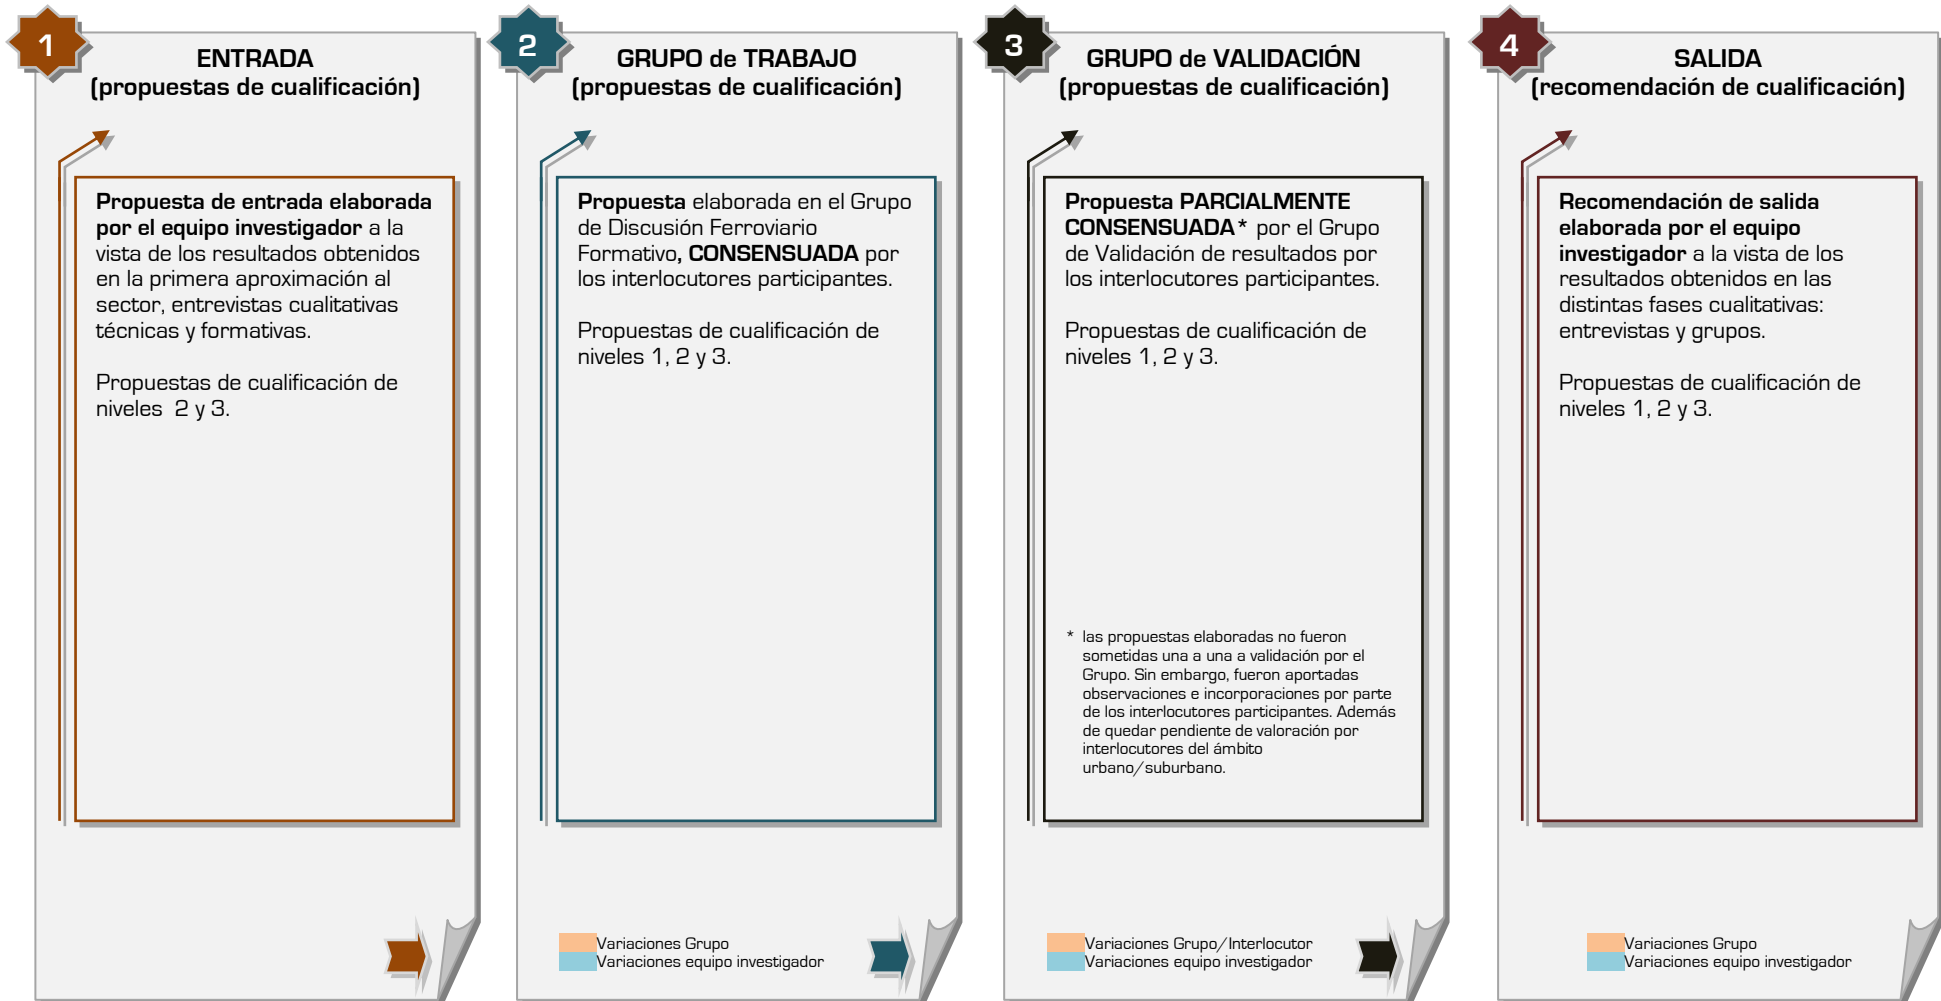 1
ENTRADA
(propuestas de cualificación)
Propuesta de entrada elaborada
por el equipo investigador a la
vista de los resultados obtenidos
en la primera aproximación al
sector, entrevistas cualitativas
técnicas y formativas.
Propuestas de cualificación de
niveles 2 y 3.
2
GRUPO de TRABAJO
(propuestas de cualificación)
Propuesta elaborada en el Grupo
de Discusión Ferroviario
Formativo, CONSENSUADA por
los interlocutores participantes.
Propuestas de cualificación de
niveles 1, 2 y 3.
Variaciones Grupo
Variaciones equipo investigador
3
GRUPO de VALIDACIÓN
(propuestas de cualificación)
Propuesta PARCIALMENTE
CONSENSUADA* por el Grupo
de Validación de resultados por
los interlocutores participantes.
Propuestas de cualificación de
niveles 1, 2 y 3.
* las propuestas elaboradas no fueron
sometidas una a una a validación por el
Grupo. Sin embargo, fueron aportadas
observaciones e incorporaciones por parte
de los interlocutores participantes. Además
de quedar pendiente de valoración por
interlocutores del ámbito
urbano/suburbano.
Variaciones Grupo/Interlocutor
Variaciones equipo investigador
4
SALIDA
(recomendación de cualificación)
Recomendación de salida
elaborada por el equipo
investigador a la vista de los
resultados obtenidos en las
distintas fases cualitativas:
entrevistas y grupos.
Propuestas de cualificación de
niveles 1, 2 y 3.
Variaciones Grupo
Variaciones equipo investigador